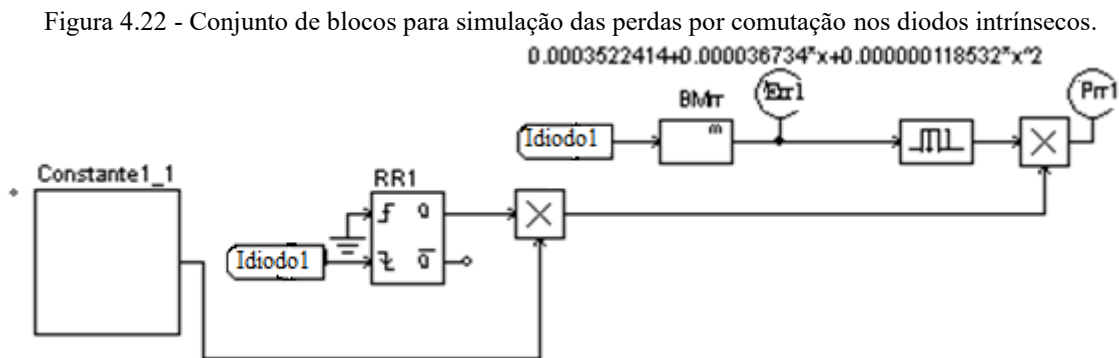 Figura 4.22 - Conjunto de blocos para simulação das perdas por comutação nos diodos intrínsecos.
0.0003522414+0.000036734*x+0.000000118532*x^2
BMrr
Err1
Prr1
m
Idiodo1
Constante1_1
RR1
Q
Idiodo1
Q